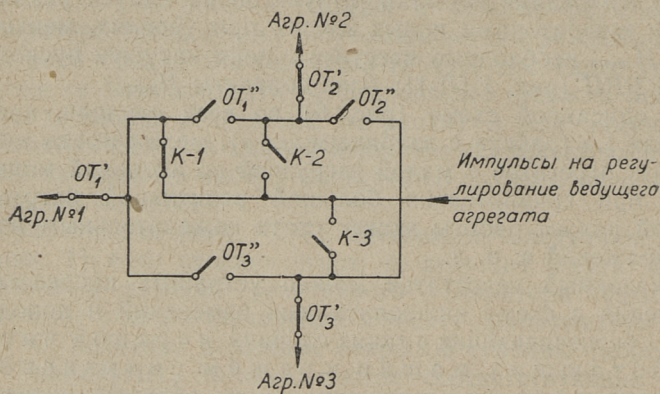 Агр.№2
ОТ₂'
ОТ₁"
ОТ₂"
К-1
К-2
Импульсы на регу-
лирование ведущего
агрегата
ОТ₁'
Агр.№1
К-3
ОТ₃"
ОТ₃'
Агр.№3